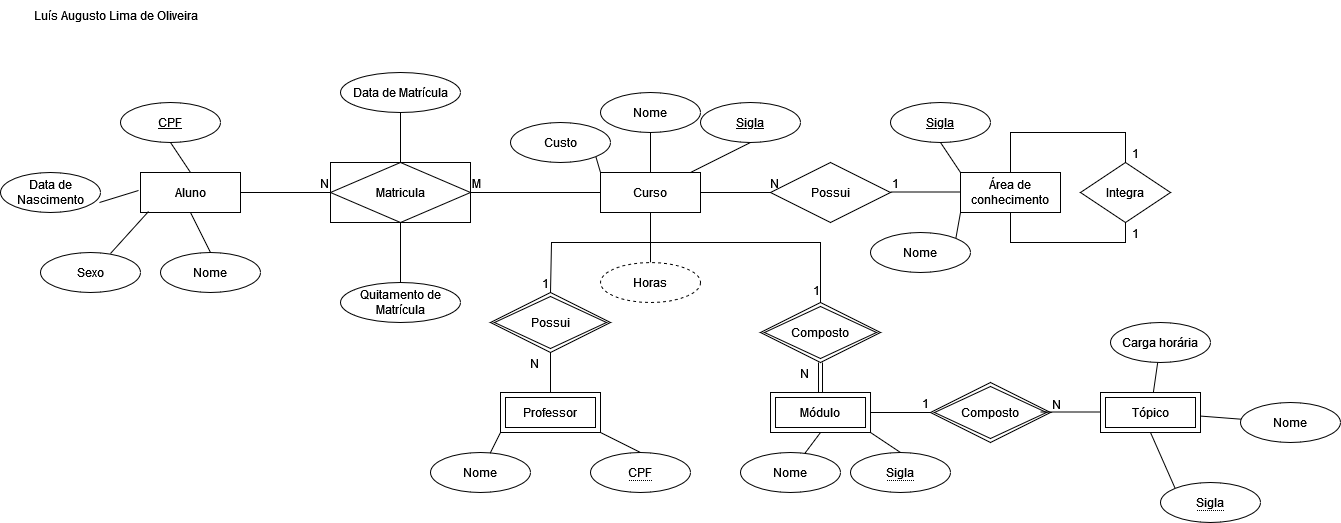 Luís Augusto Lima de Oliveira
Data de Matrícula
CPF
Nome
Sigla
Sigla
Custo
1
Data de
Nascimento
Aluno
N
Matricula
M
Curso
N
Possui
1
Área de
conhecimento
Integra
1
Sexo
Nome
Nome
Horas
Quitamento de
Matrícula
1
1
Possui
Composto
Carga horária
N
N
Professor
Módulo
1
Composto
N
Tópico
Nome
Nome
CPF
Nome
Sigla
Sigla